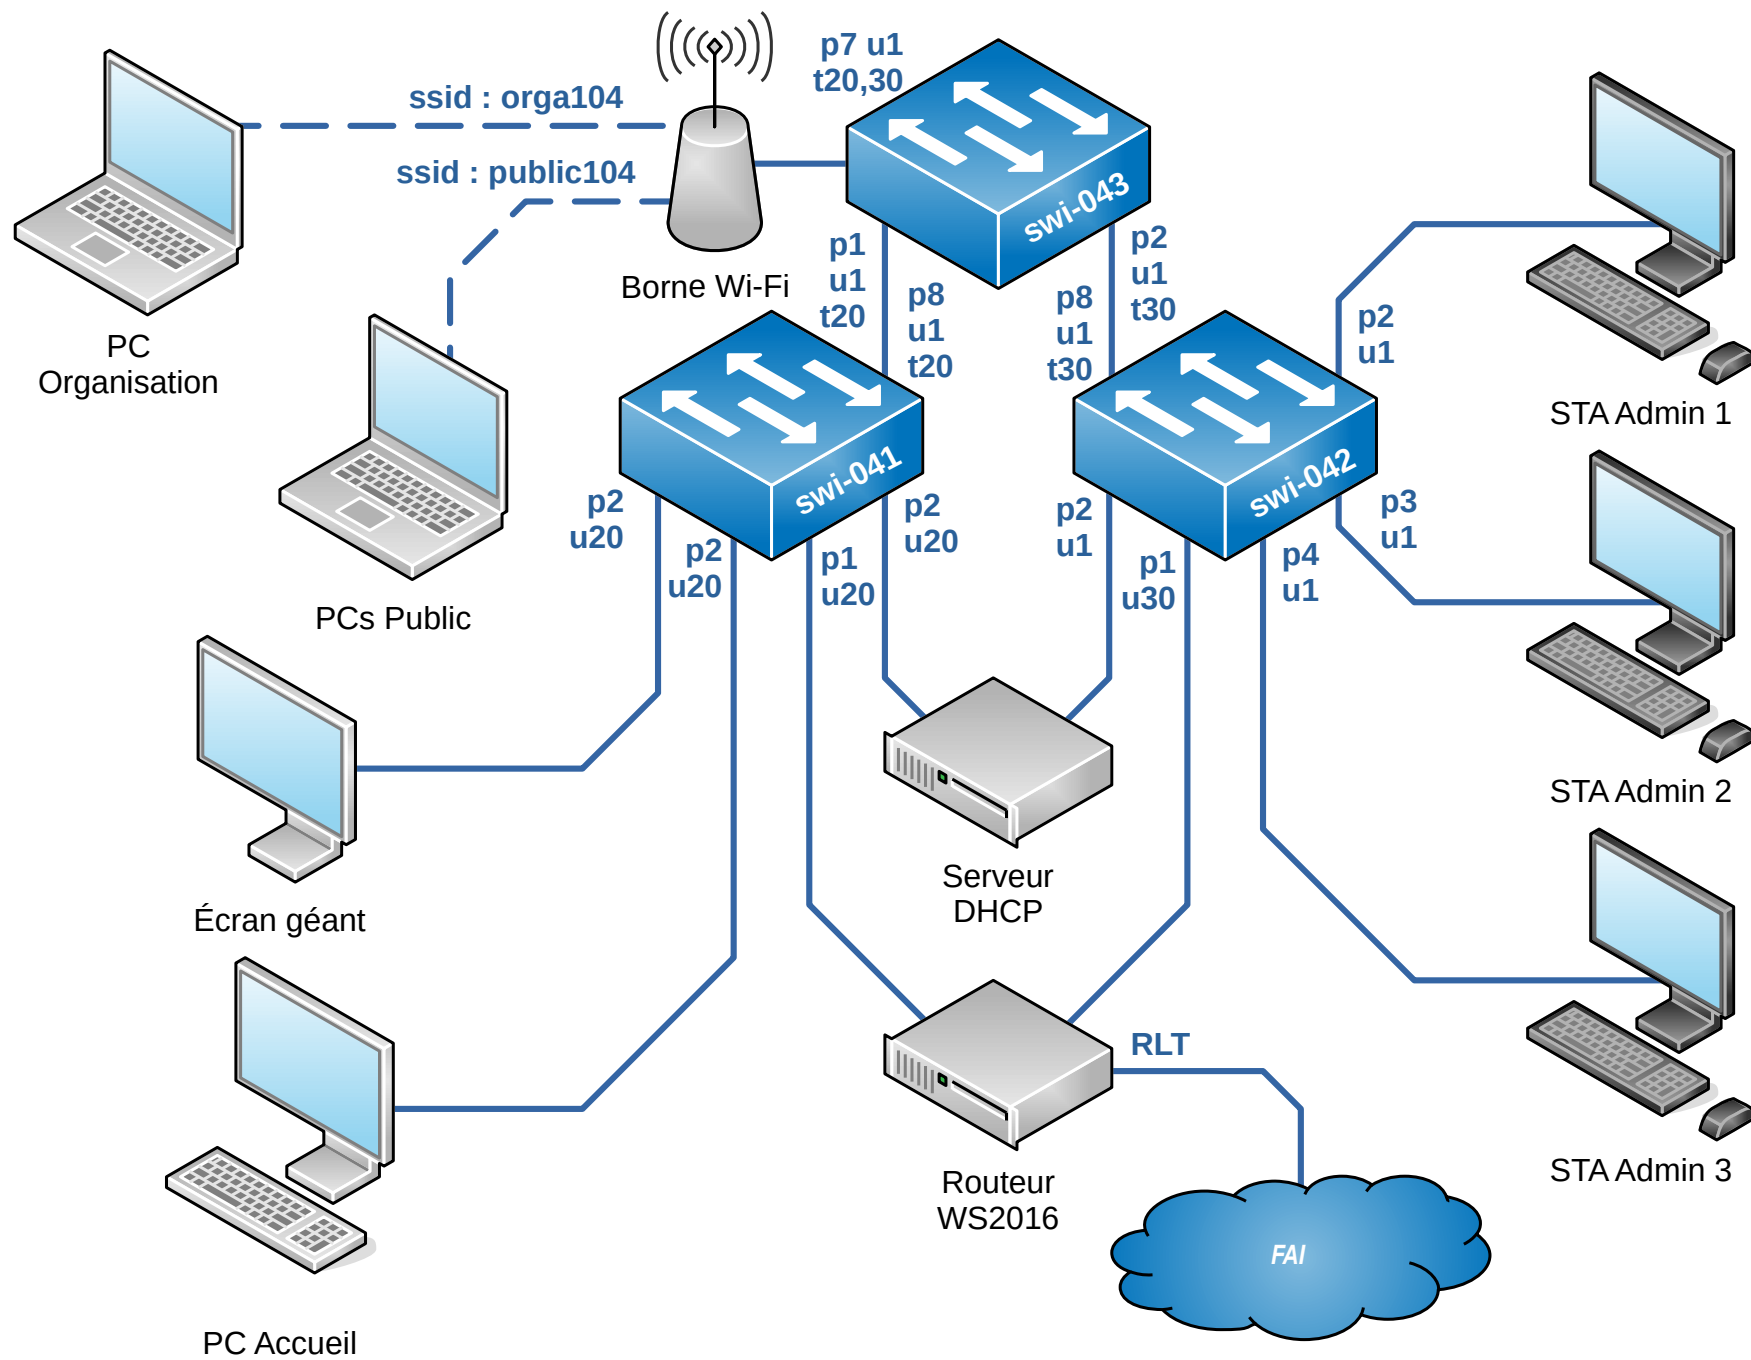 p7 u1
t20,30
ssid : orga104
ssid : public104
swi-043
Borne Wi-Fi
p1
u1
t20
p8
u1
t20
p2
u1
t30
p8
u1
t30
PC
Organisation
p2
u1
STA Admin 1
swi-041
swi-042
p2
u20
p2
u20
p1
u20
p2
u20
p2
u1
p1
u30
p4
u1
p3
u1
PCs Public
STA Admin 2
Écran géant
Serveur
DHCP
RLT
Routeur
WS2016
STA Admin 3
FAI
PC Accueil